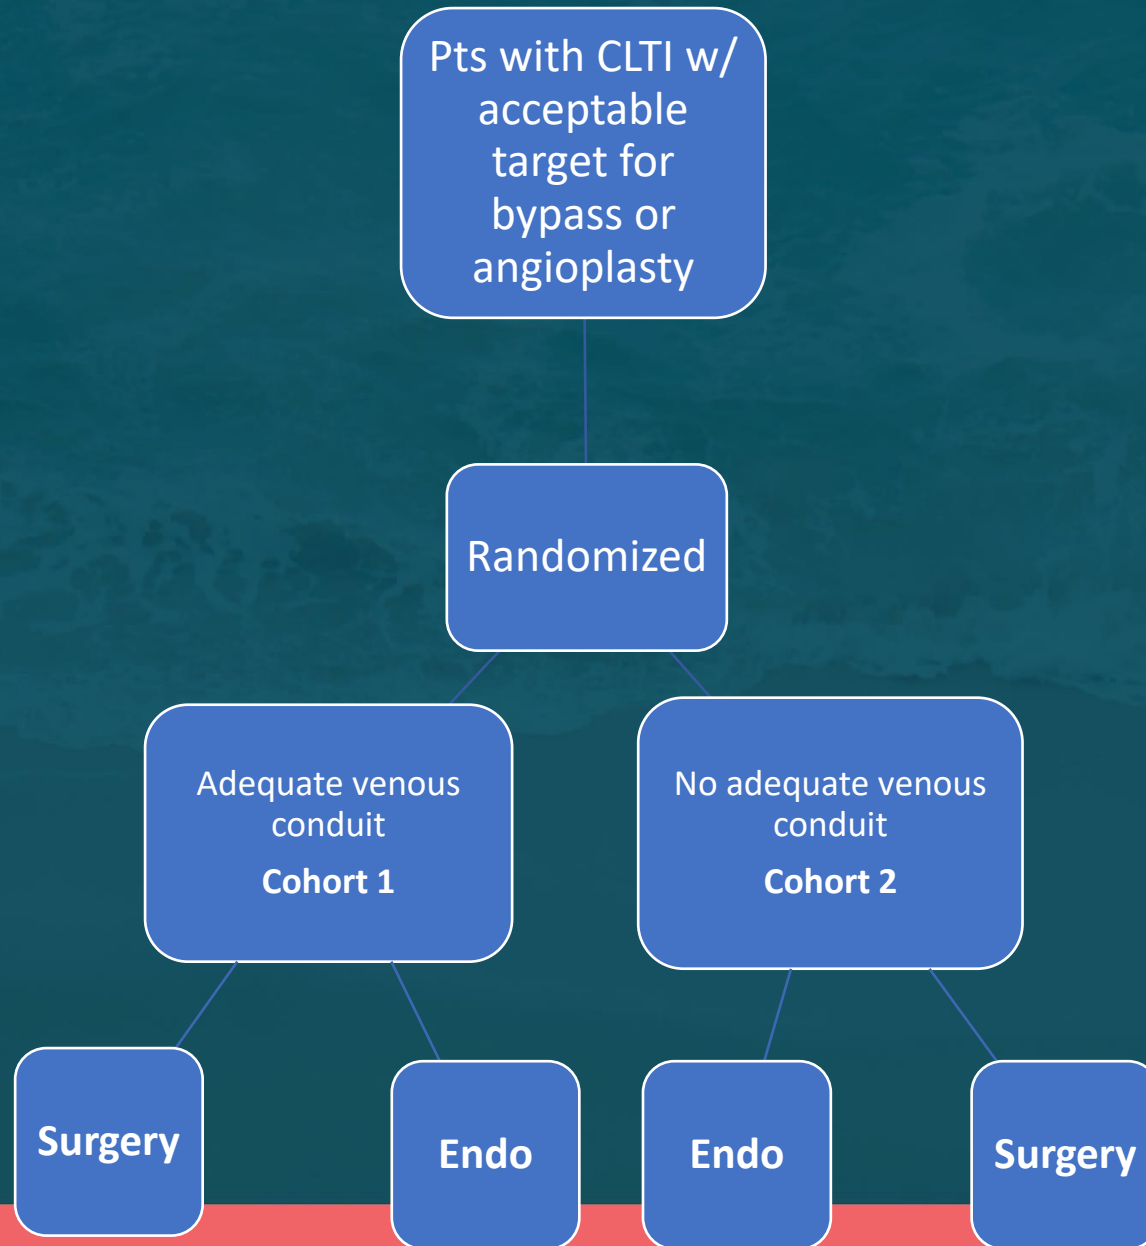 Pts with CLTI w/
acceptable
target for
bypass or
angioplasty
Randomized
Adequate venous
conduit
Cohort 1
No adequate venous
conduit
Cohort 2
Surgery
Endo
Endo
Surgery